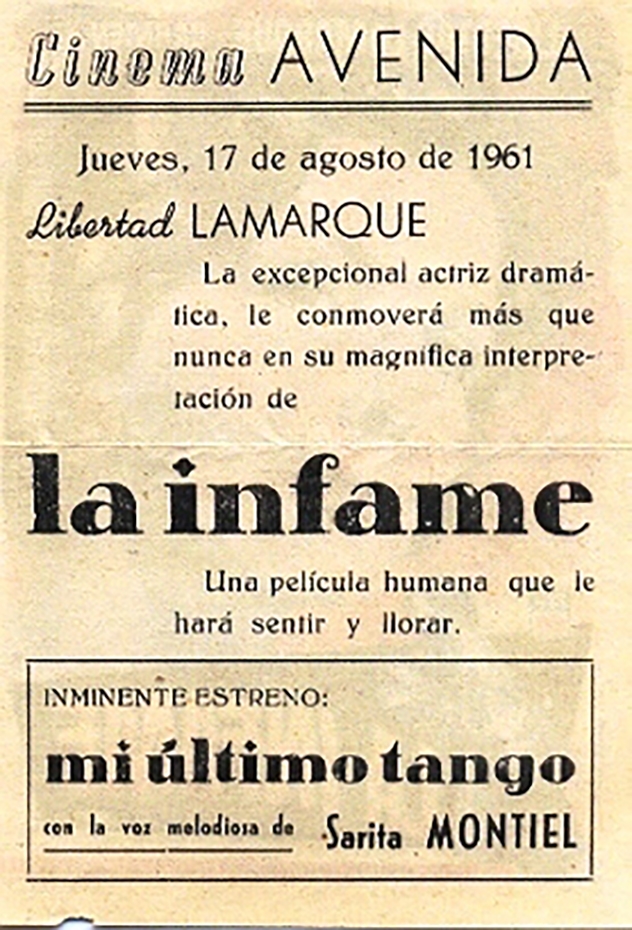 Cinema AVENIDA
Jueves, 17 de agosto de 1961
Libertad LAMARQUE
La excepcional actriz dramá-
tica, le conmoverá más que
nunca en su magnífica interpre-
tación de
la infame
Una película humana que le
hará sentir y llorar.
INMINENTE ESTRENO:
mi último tango
con la voz melodiosa de Sarita MONTIEL